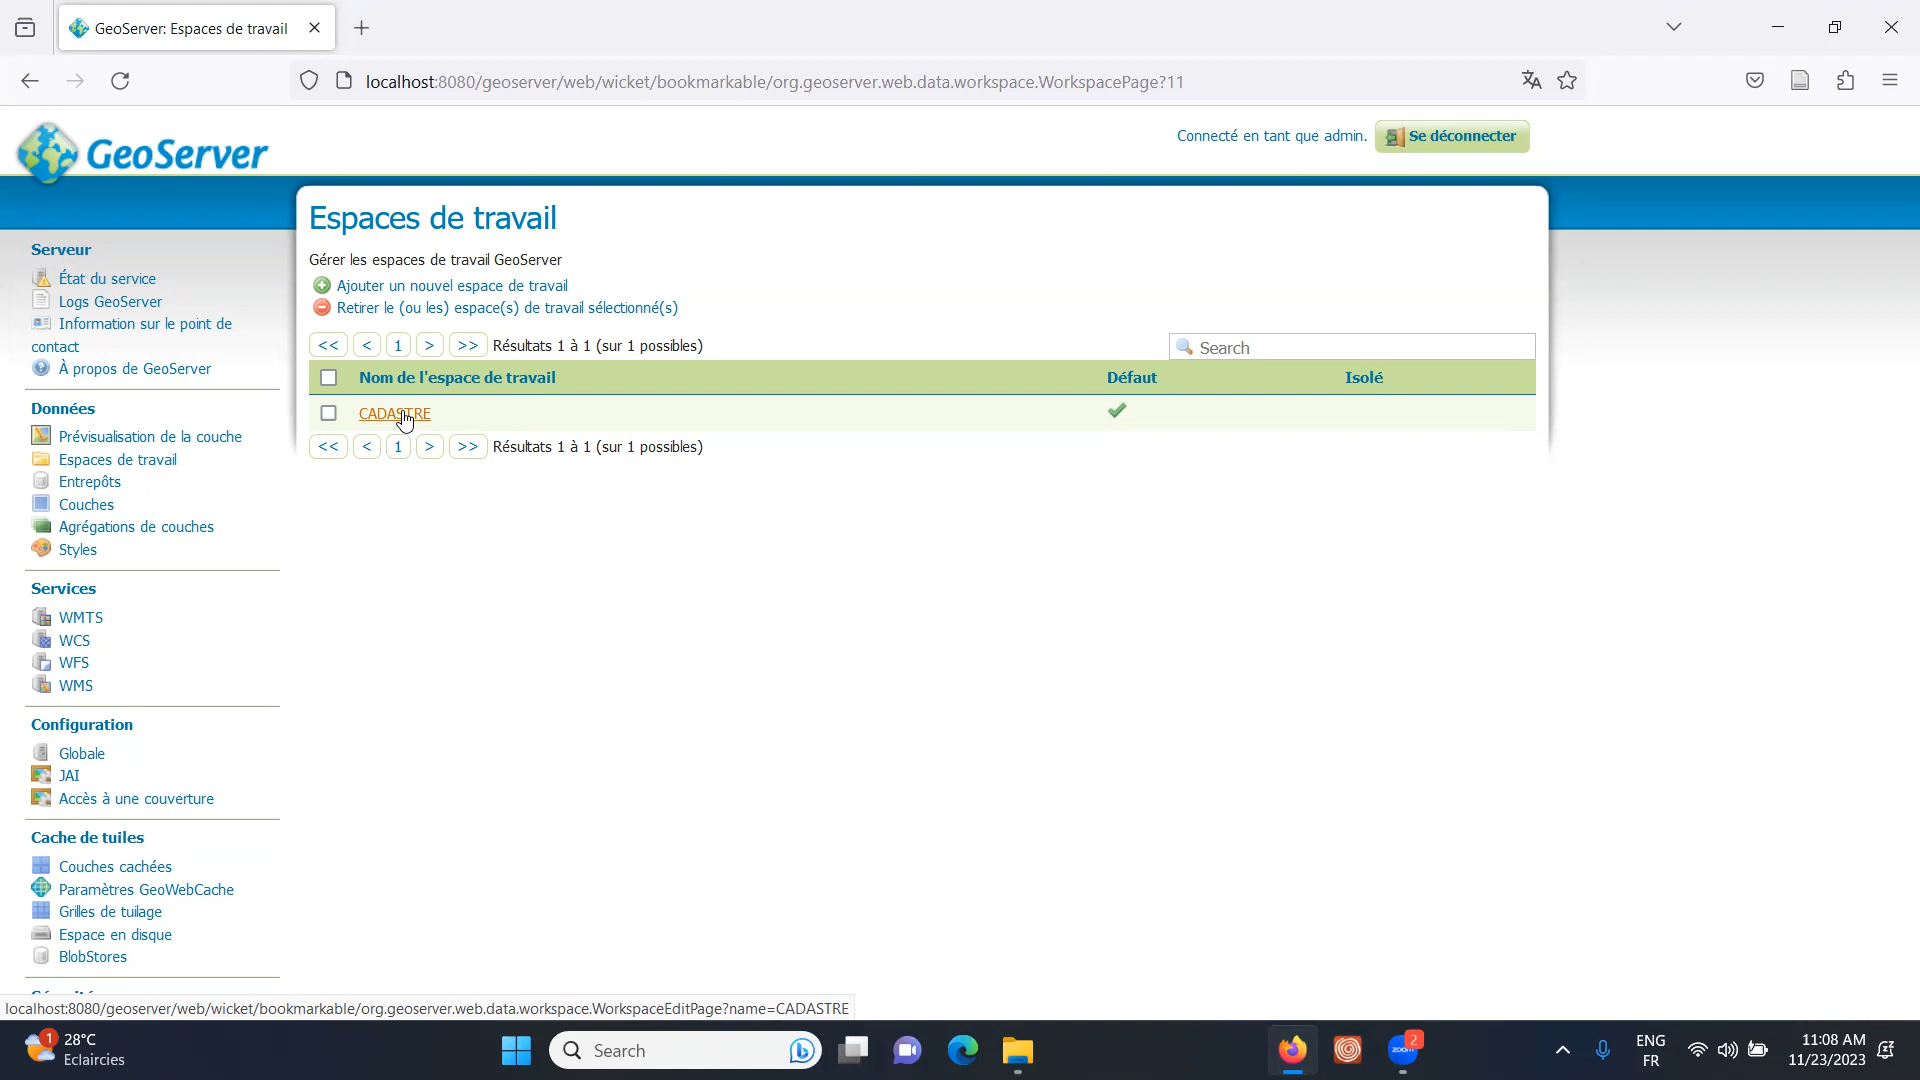 GeoServer: Espaces de travail
localhost:8080/geoserver/web/wicket/bookmarkable/org.geoserver.web.data.workspace.WorkspacePage?11
GeoServer
Connecté en tant que admin.
Se déconnecter
Serveur
État du service
Logs GeoServer
Information sur le point de
contact
À propos de GeoServer
Données
Prévisualisation de la couche
Espaces de travail
Entrepôts
Couches
Agrégations de couches
Styles
Services
WMTS
WCS
WFS
WMS
Configuration
Globale
JAI
Accès à une couverture
Cache de tuiles
Couches cachées
Paramètres GeoWebCache
Grilles de tuilage
Espace en disque
BlobStores
Espaces de travail
Gérer les espaces de travail GeoServer
Ajouter un nouvel espace de travail
Retirer le (ou les) espace(s) de travail sélectionné(s)
<< < 1 > >> Résultats 1 à 1 (sur 1 possibles)
Search
Nom de l'espace de travail Défaut Isolé
CADASTRE
<< < 1 > >> Résultats 1 à 1 (sur 1 possibles)
localhost:8080/geoserver/web/wicket/bookmarkable/org.geoserver.web.data.workspace.WorkspaceEditPage?name=CADASTRE
1
28°C
Eclaircies
Search
zoom
2
ENG
FR
11:08 AM
11/23/2023